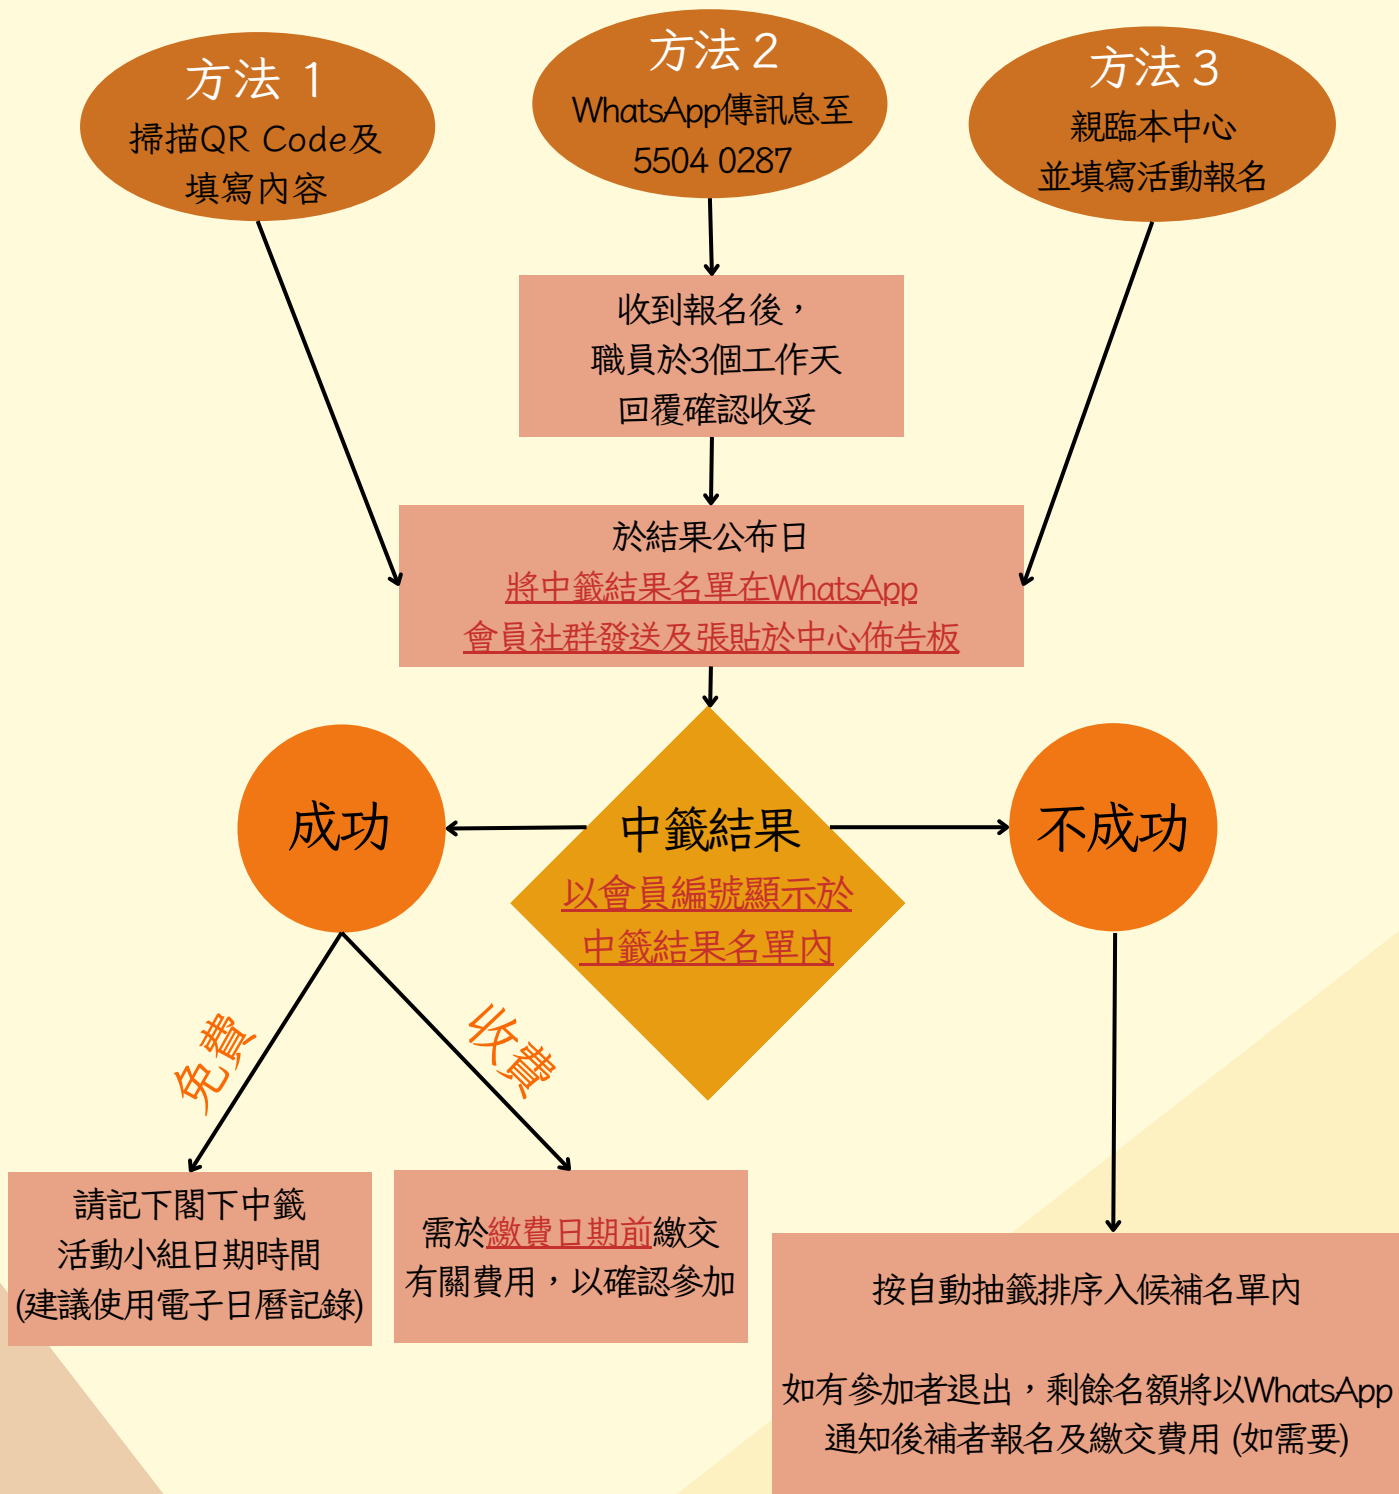 方法 1
掃描QR Code及
填寫內容
方法 2
WhatsApp傳訊息至
5504 0287
方法 3
親臨本中心
並填寫活動報名
收到報名後，
職員於3個工作天
回覆確認收妥
於結果公布日
將中籤結果名單在WhatsApp
會員社群發送及張貼於中心佈告板
成功
中籤結果
以會員編號顯示於
中籤結果名單內
不成功
免費
收費
請記下閣下中籤
活動小組日期時間
(建議使用電子日曆記錄)
需於繳費日期前繳交
有關費用，以確認參加
按自動抽籤排序入候補名單內
如有參加者退出，剩餘名額將以WhatsApp
通知後補者報名及繳交費用 (如需要)